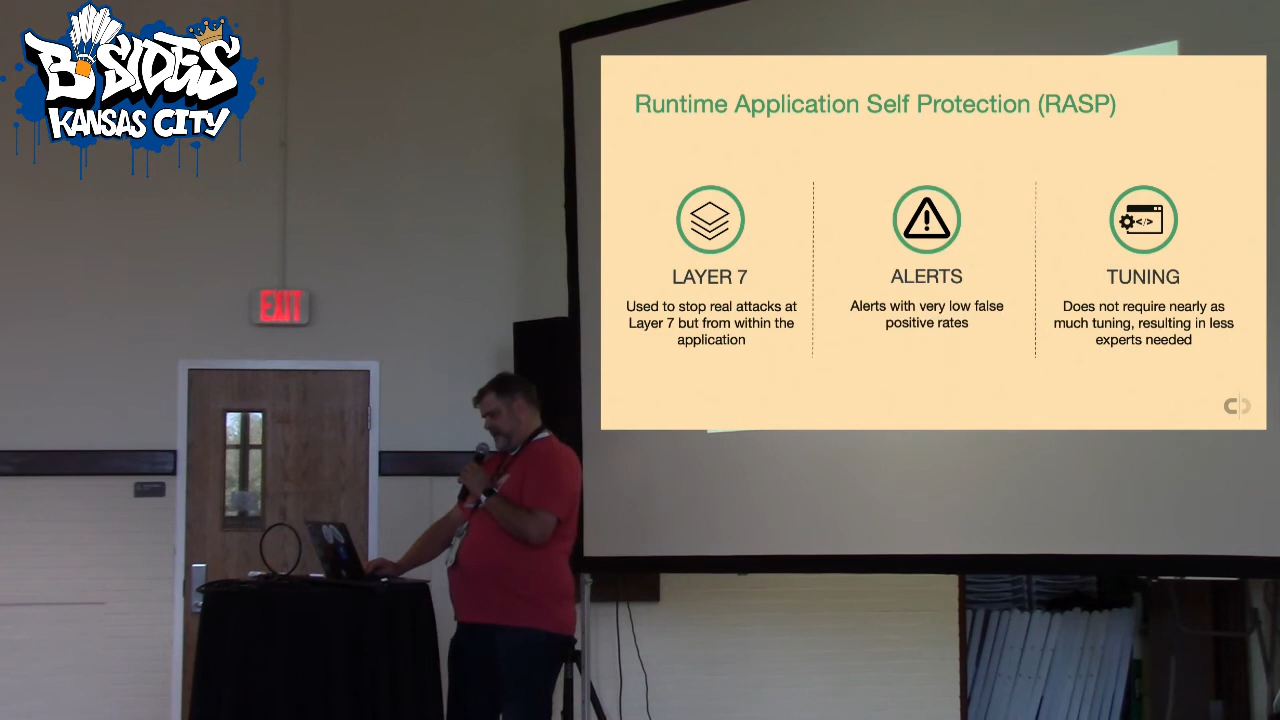 B·SIDES
KANSAS CITY
EXIT
Runtime Application Self Protection (RASP)
LAYER 7
Used to stop real attacks at
Layer 7 but from within the
application
ALERTS
Alerts with very low false
positive rates
TUNING
</>
Does not require nearly as
much tuning, resulting in less
experts needed